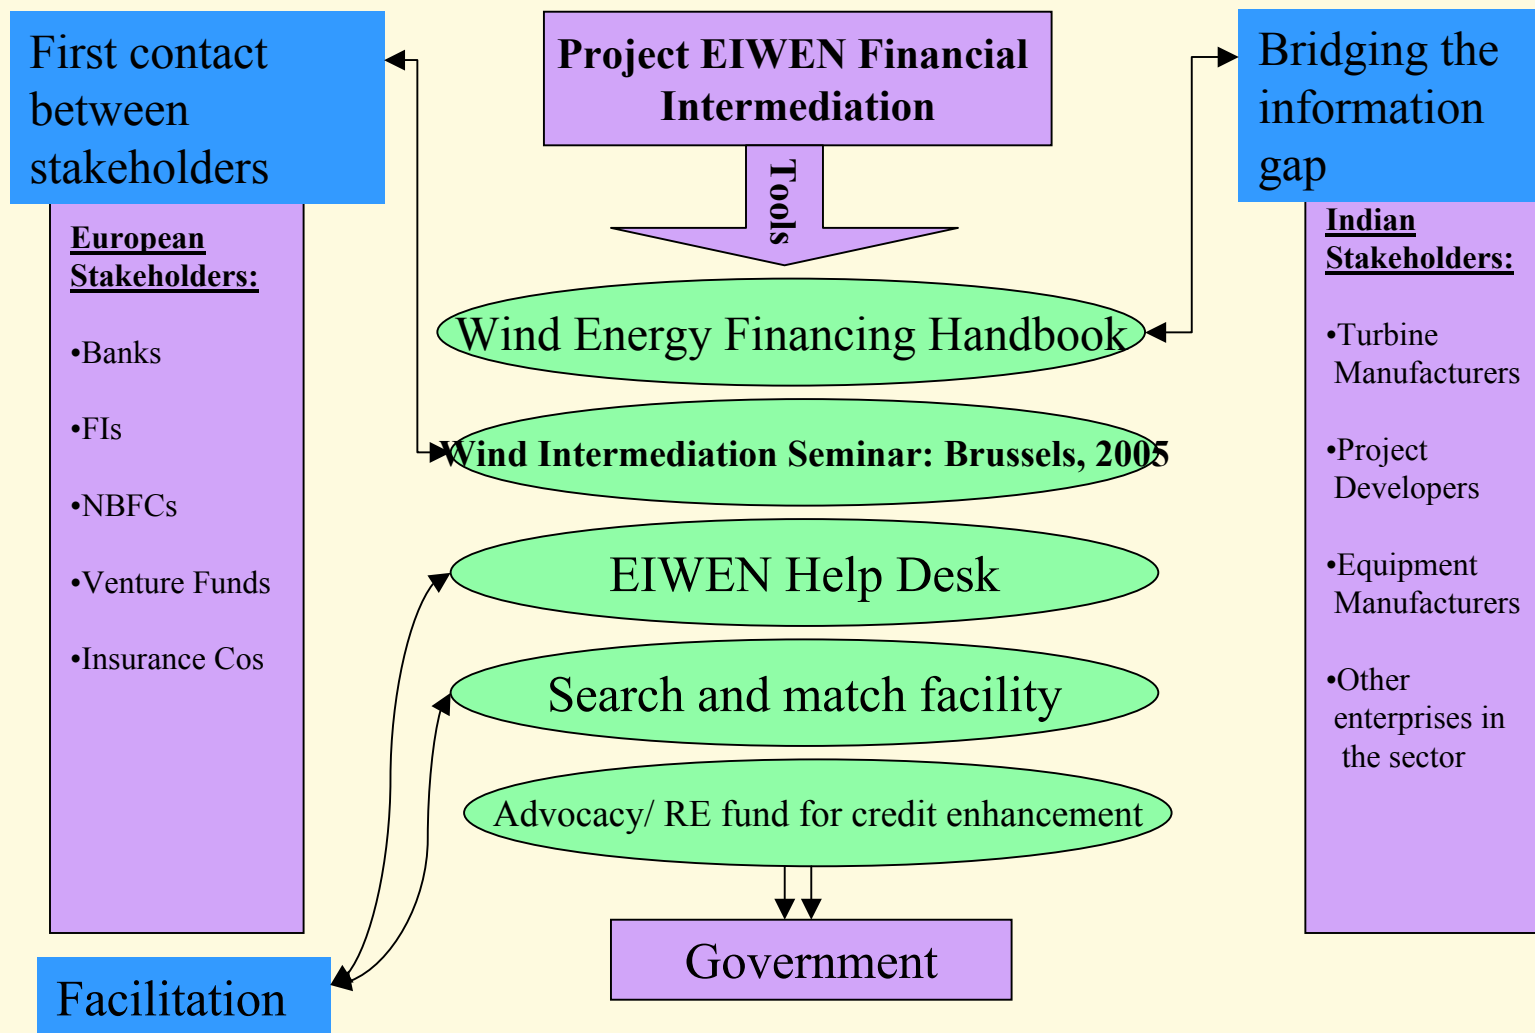 First contact
between
stakeholders
European
Stakeholders:
•Banks
•FIs
•NBFCs
•Venture Funds
•Insurance Cos
Facilitation
Project EIWEN Financial
Intermediation
Tools
Wind Energy Financing Handbook
Wind Intermediation Seminar: Brussels, 2005
EIWEN Help Desk
Search and match facility
Advocacy/ RE fund for credit enhancement
Government
Bridging the
information
gap
Indian
Stakeholders:
•Turbine
Manufacturers
•Project
Developers
•Equipment
Manufacturers
•Other
enterprises in
the sector